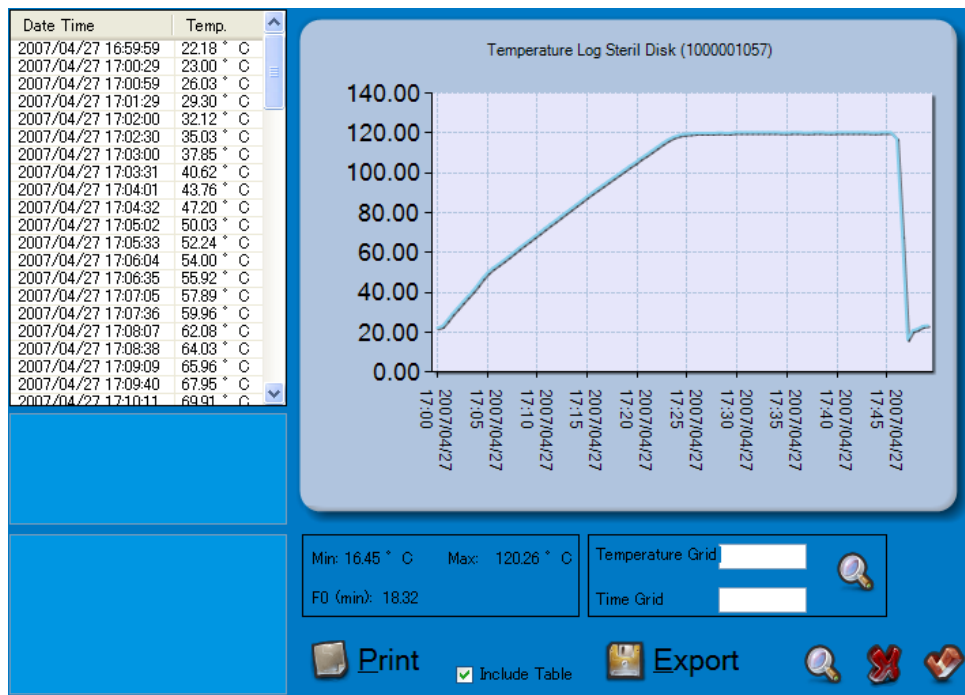 Date Time Temp.
2007/04/27 16:59:59 22.18 ° C
2007/04/27 17:00:29 23.00 ° C
2007/04/27 17:00:59 26.03 ° C
2007/04/27 17:01:29 29.30 ° C
2007/04/27 17:02:00 32.12 ° C
2007/04/27 17:02:30 35.03 ° C
2007/04/27 17:03:00 37.85 ° C
2007/04/27 17:03:31 40.62 ° C
2007/04/27 17:04:01 43.76 ° C
2007/04/27 17:04:32 47.20 ° C
2007/04/27 17:05:02 50.03 ° C
2007/04/27 17:05:33 52.24 ° C
2007/04/27 17:06:04 54.00 ° C
2007/04/27 17:06:35 55.92 ° C
2007/04/27 17:07:05 57.89 ° C
2007/04/27 17:07:36 59.96 ° C
2007/04/27 17:08:07 62.08 ° C
2007/04/27 17:08:38 64.03 ° C
2007/04/27 17:09:09 65.96 ° C
2007/04/27 17:09:40 67.95 ° C
2007/04/27 17:10:11 69.91 ° C
Temperature Log Steril Disk (1000001057)
140.00
120.00
100.00
80.00
60.00
40.00
20.00
0.00
2007/04/27
17:00
2007/04/27
17:05
2007/04/27
17:10
2007/04/27
17:15
2007/04/27
17:20
2007/04/27
17:25
2007/04/27
17:30
2007/04/27
17:35
2007/04/27
17:40
2007/04/27
17:45
Min: 16.45 ° C Max: 120.26 ° C
F0 (min): 18.32
Temperature Grid
Time Grid
Print
Include Table
Export